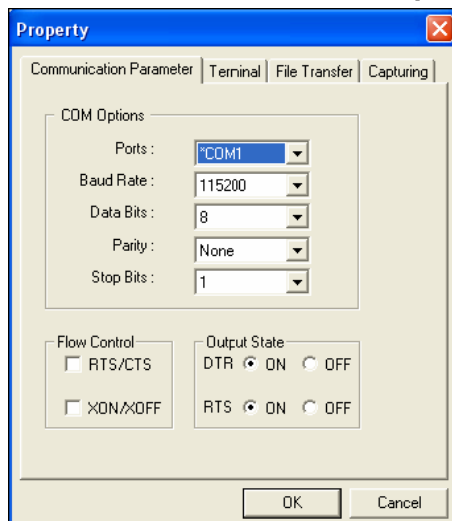 Property
Communication Parameter Terninal File Transfer Capturing
COM Options
Ports : *COM1
Baud Rate : 115200
Data Bits : 8
Parity : None
Stop Bits : 1
Flow Control Output State
RTS/CTS DTR ON OFF
XON/XOFF RTS ON OFF
OK Cancel